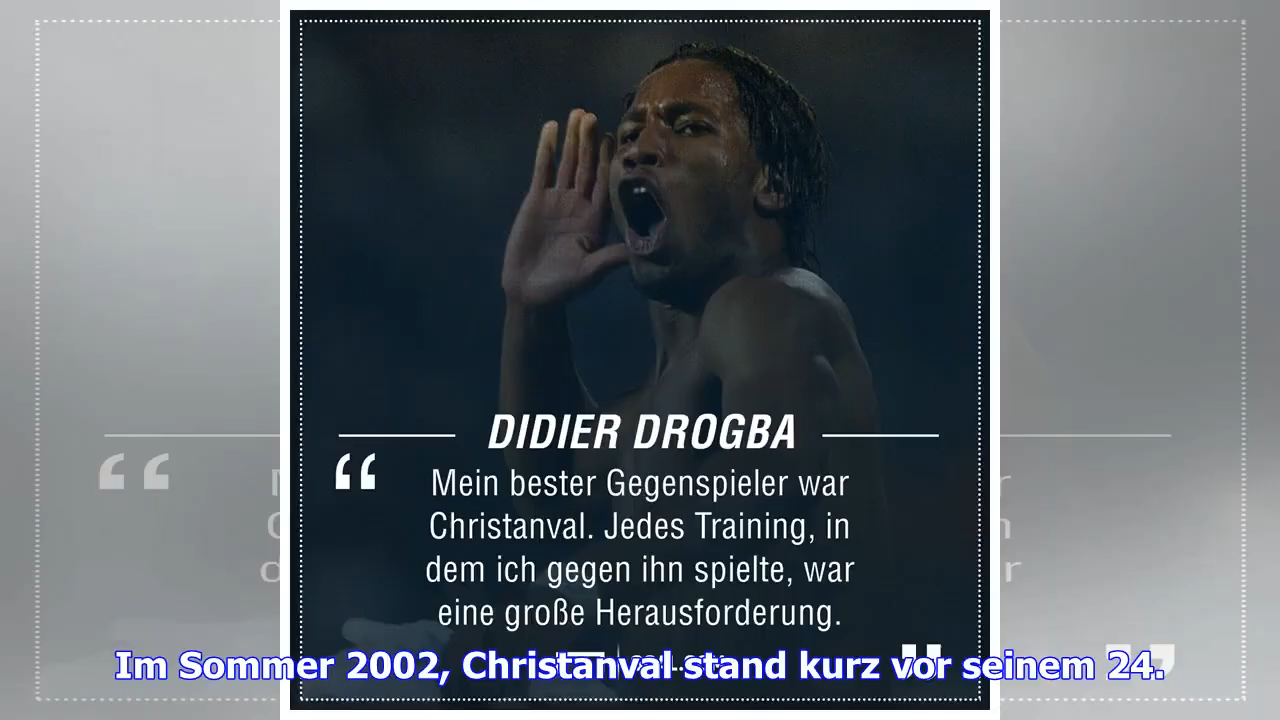 DIDIER DROGBA
“ Mein bester Gegenspieler war
Christanval. Jedes Training, in
dem ich gegen ihn spielte, war
eine große Herausforderung.
Im Sommer 2002, Christanval stand kurz vor seinem 24.